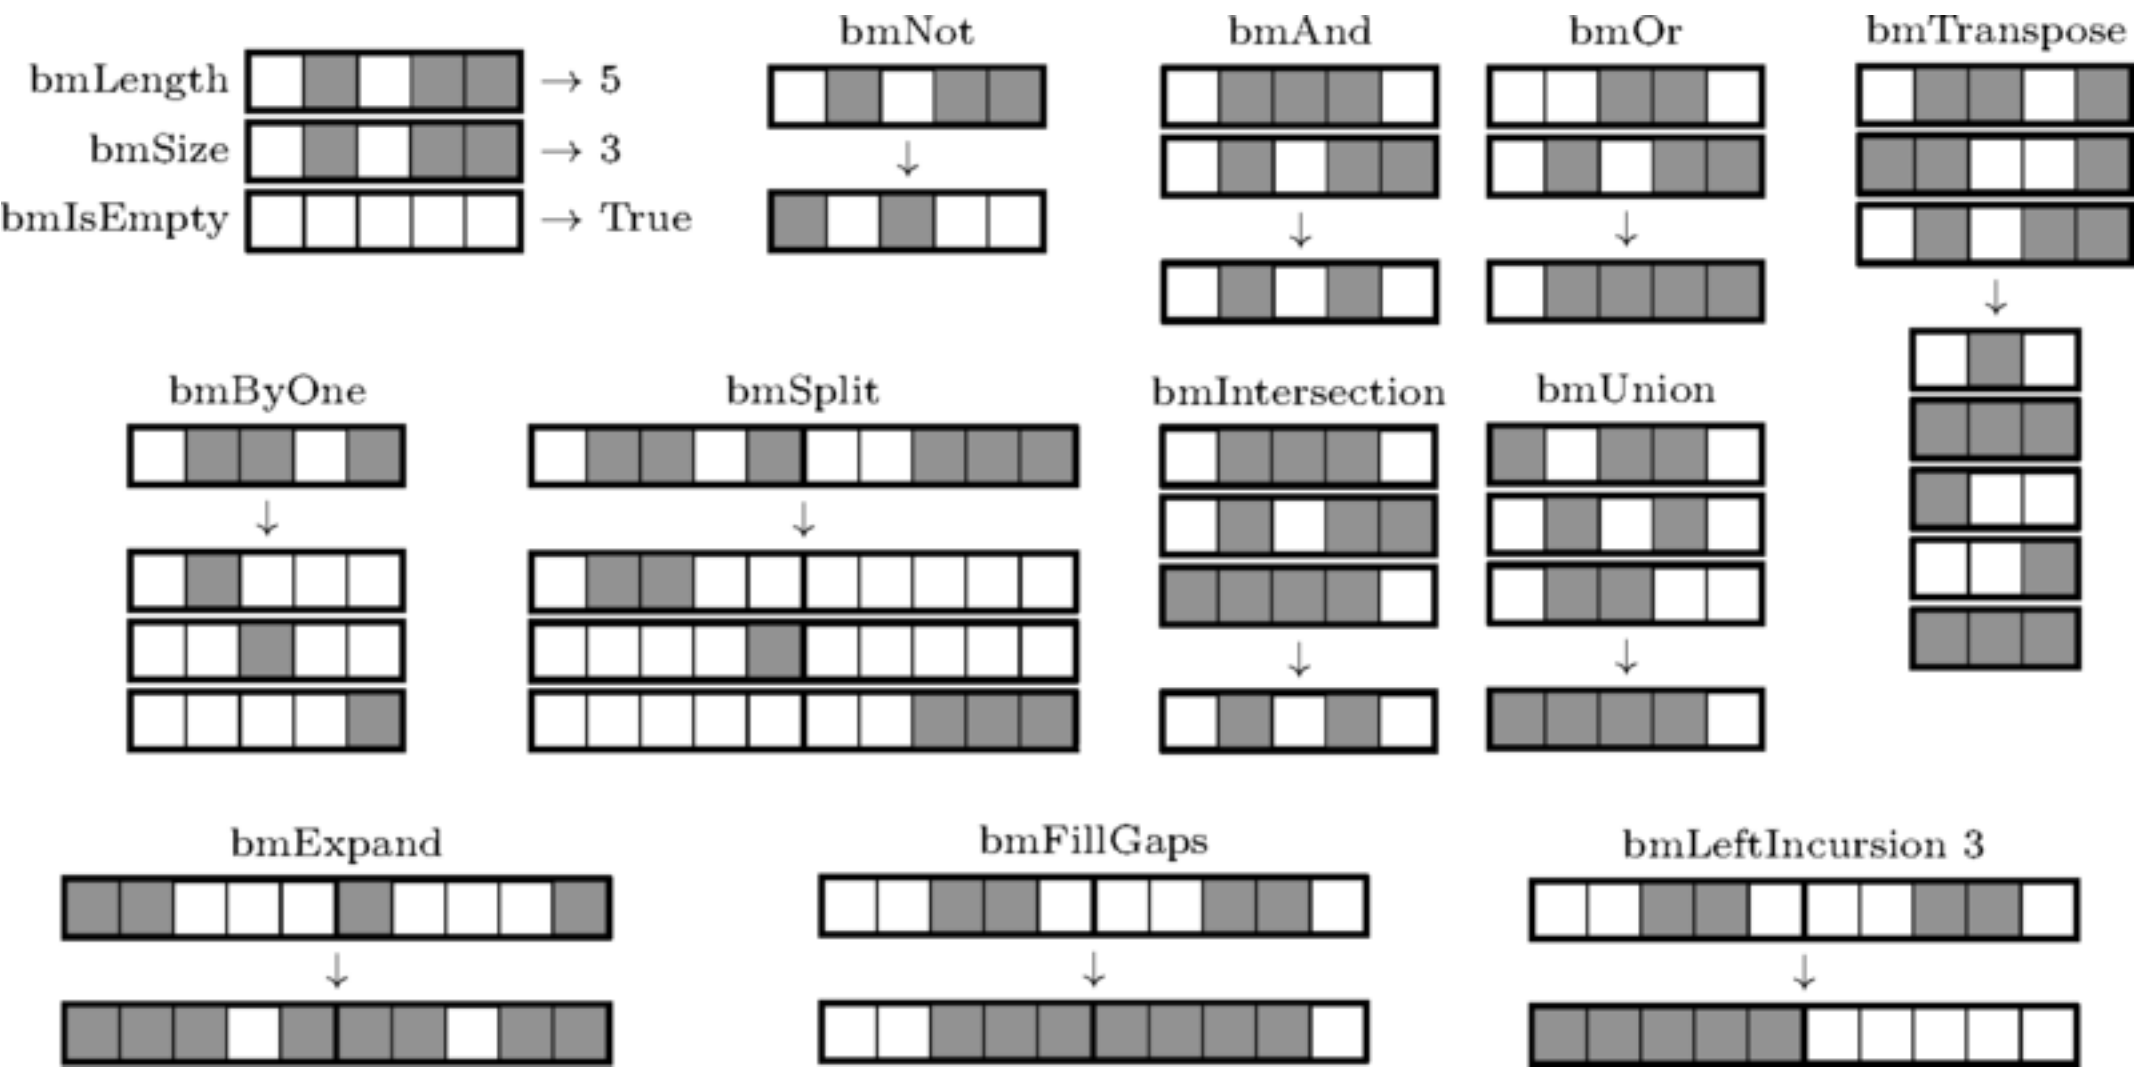 bmLength → 5
bmSize → 3
bmIsEmpty → True
bmNot
bmAnd
bmOr
bmTranspose
bmByOne
bmSplit
bmIntersection
bmUnion
bmExpand
bmFillGaps
bmLeftIncursion 3